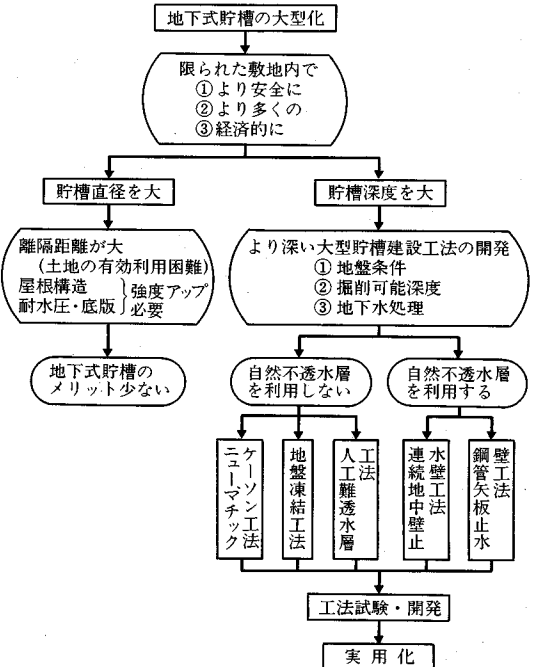 地下式貯槽の大型化
限られた敷地内で
①より安全に
②より多くの
③経済的に
貯槽直径を大
貯槽深度を大
離隔距離が大
(土地の有効利用困難)
屋根構造
耐水圧・底版
強度アップ
必要
より深い大型貯槽建設工法の開発
① 地盤条件
② 掘削可能深度
③ 地下水処理
地下式貯槽の
メリット少ない
自然不透水層
を利用しない
自然不透水層
を利用する
ニューマチック
ケーソン工法
地盤凍結工法
人工難透水層
工法
連続地中壁止
水壁工法
鋼管矢板止水
壁工法
工法試験・開発
実用化